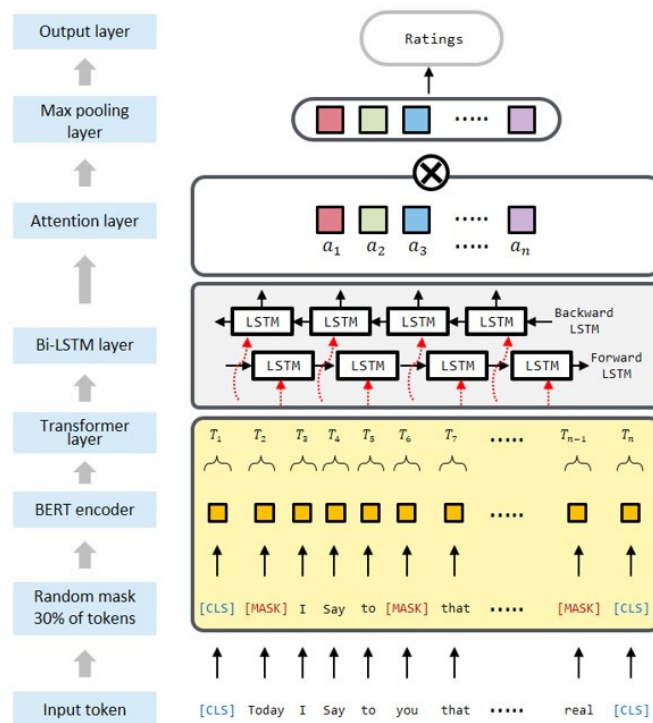 Output layer
Ratings
Max pooling
layer
.....
Attention layer
.....
a1 a2 a3 ..... an
Bi-LSTM layer
LSTM LSTM LSTM LSTM
Backward
LSTM
LSTM LSTM LSTM LSTM
Forward
LSTM
Transformer
layer
T1 T2 T3 T4 T5 T6 T7 ..... Tn-1 Tn
BERT encoder
.....
Random mask
30% of tokens
[CLS] [MASK] I Say to [MASK] that ..... [MASK] [CLS]
Input token
[CLS] Today I Say to you that ..... real [CLS]